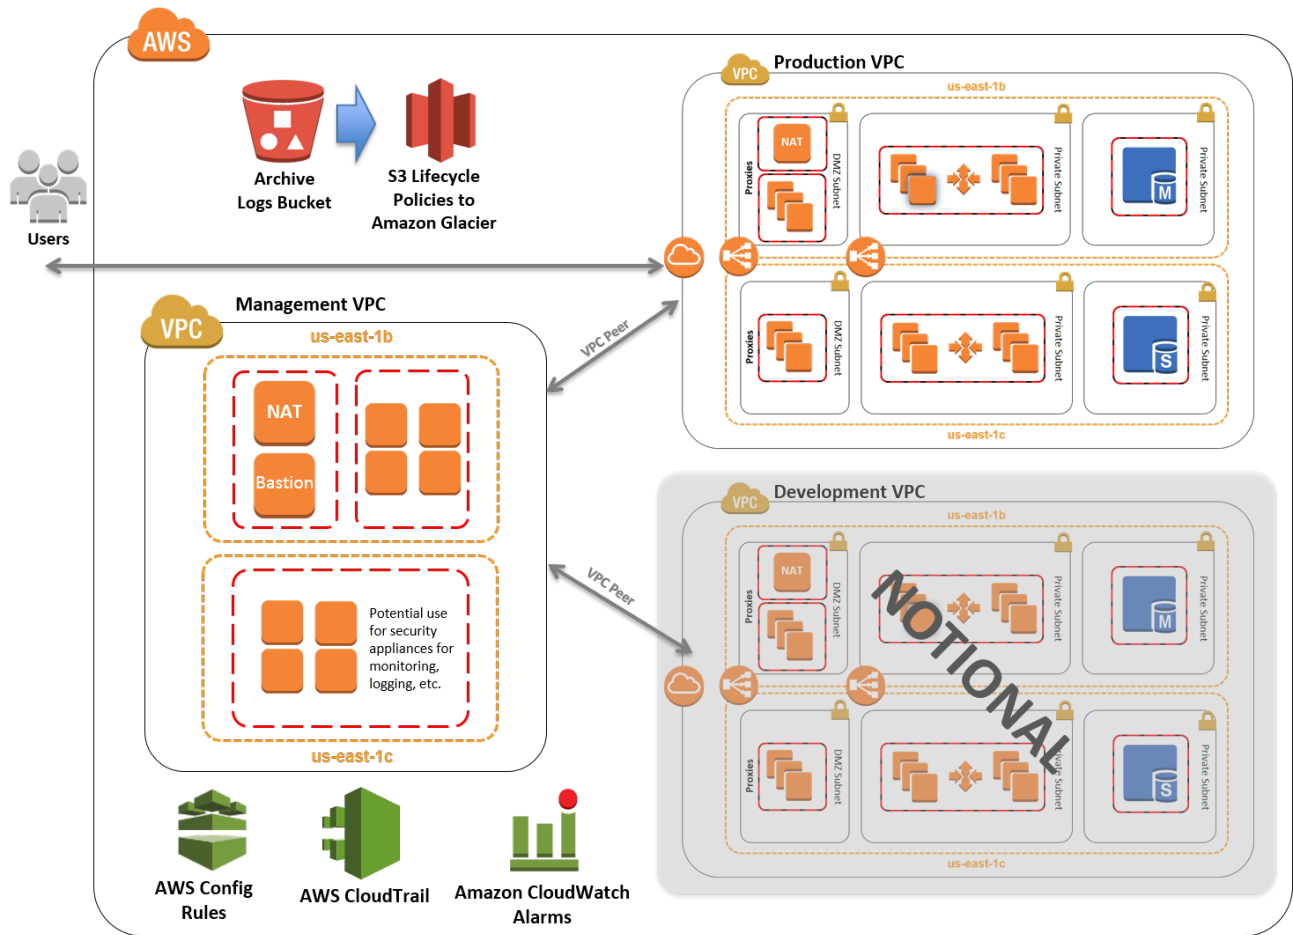 AWS
Archive
Logs Bucket
S3 Lifecycle
Policies to
Amazon Glacier
Users
VPC
Production VPC
us-east-1b
NAT
Proxies
DMZ Subnet
Private Subnet
M
Private Subnet
Proxies
DMZ Subnet
Private Subnet
S
Private Subnet
us-east-1c
VPC Peer
VPC
Management VPC
us-east-1b
NAT
Bastion
Potential use
for security
appliances for
monitoring,
logging, etc.
us-east-1c
VPC Peer
VPC
Development VPC
us-east-1b
NAT
Proxies
DMZ Subnet
Private Subnet
M
Private Subnet
NOTIONAL
Proxies
DMZ Subnet
Private Subnet
S
Private Subnet
us-east-1c
AWS Config
Rules
AWS CloudTrail
Amazon CloudWatch
Alarms